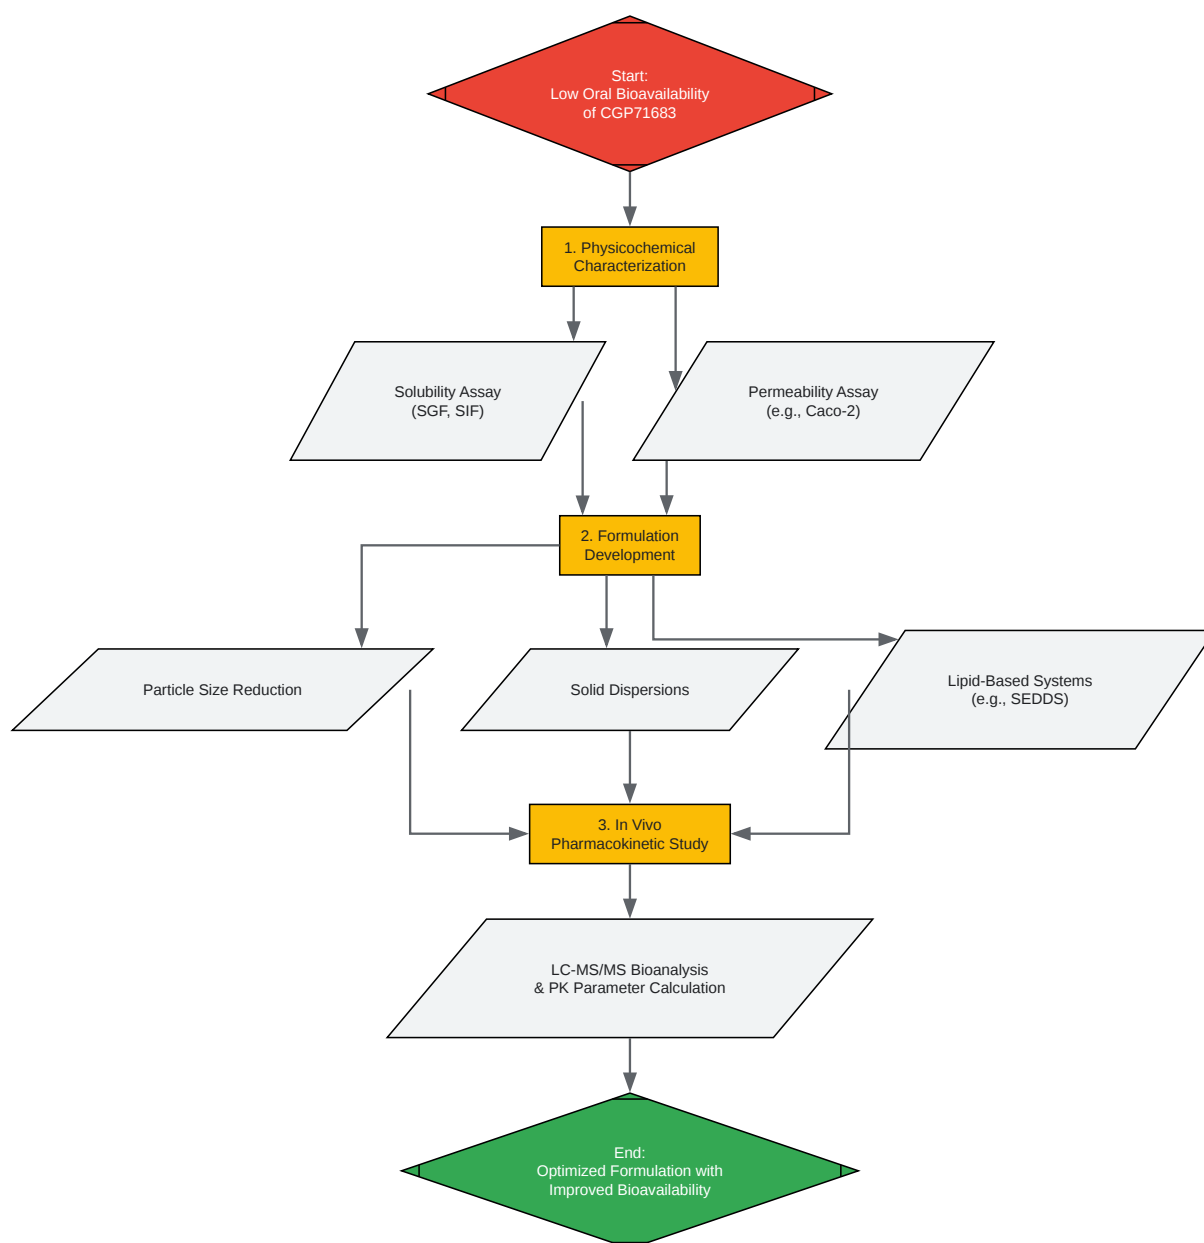 Start:
Low Oral Bioavailability
of CGP71683
1. Physicochemical
Characterization
Solubility Assay
(SGF, SIF)
Permeability Assay
(e.g., Caco-2)
2. Formulation
Development
Particle Size Reduction
Solid Dispersions
Lipid-Based Systems
(e.g., SEDDS)
3. In Vivo
Pharmacokinetic Study
LC-MS/MS Bioanalysis
& PK Parameter Calculation
End:
Optimized Formulation with
Improved Bioavailability